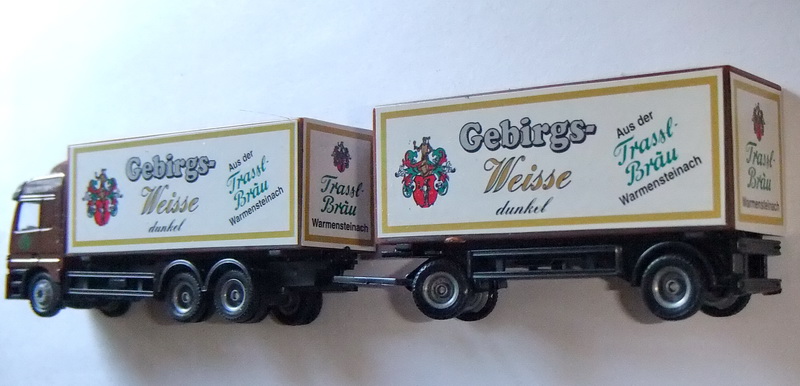 Gebirgs-
Weisse
dunkel
Aus der
Trassl-
Bräu
Warmensteinach
Trassl-
Bräu
Warmensteinach
Gebirgs-
Weisse
dunkel
Aus der
Trassl-
Bräu
Warmensteinach
Trassl-
Bräu
Warmensteinach